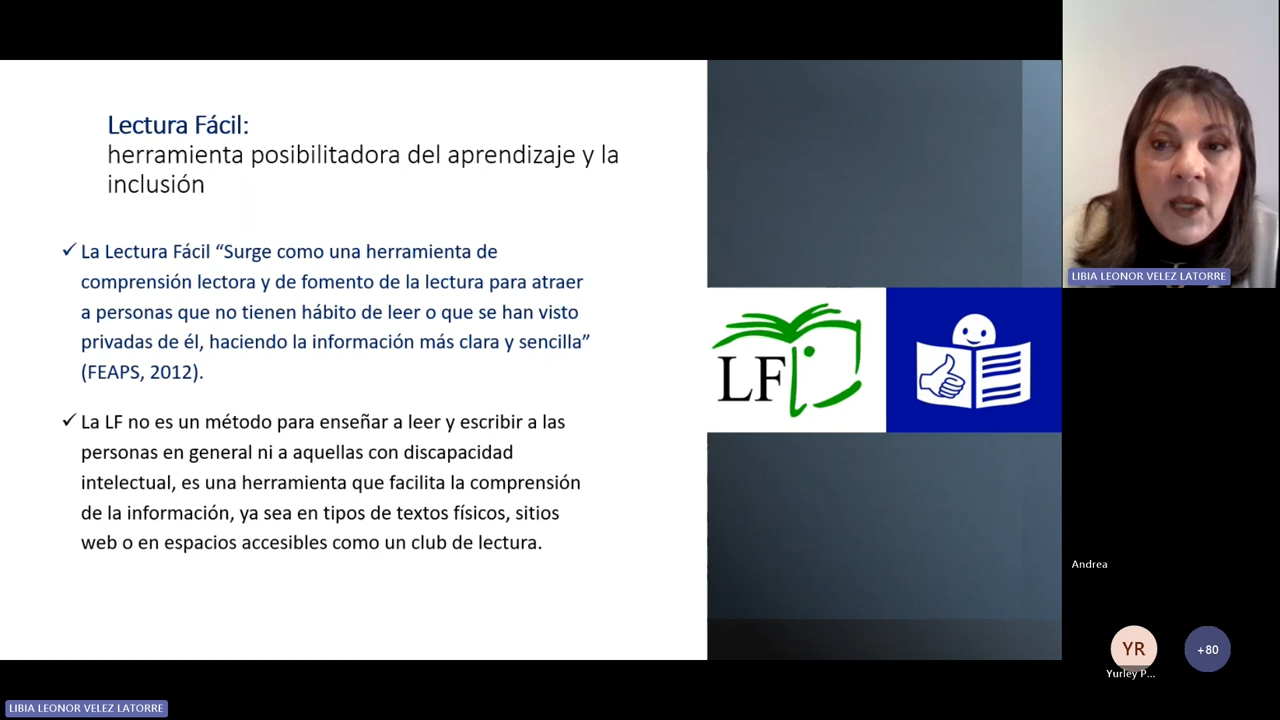 Lectura Fácil:
herramienta posibilitadora del aprendizaje y la
inclusión
✓ La Lectura Fácil “Surge como una herramienta de
comprensión lectora y de fomento de la lectura para atraer
a personas que no tienen hábito de leer o que se han visto
privadas de él, haciendo la información más clara y sencilla”
(FEAPS, 2012).
✓ La LF no es un método para enseñar a leer y escribir a las
personas en general ni a aquellas con discapacidad
intelectual, es una herramienta que facilita la comprensión
de la información, ya sea en tipos de textos físicos, sitios
web o en espacios accesibles como un club de lectura.
LF
LIBIA LEONOR VELEZ LATORRE
Andrea
YR
Yurley P...
+80
LIBIA LEONOR VELEZ LATORRE